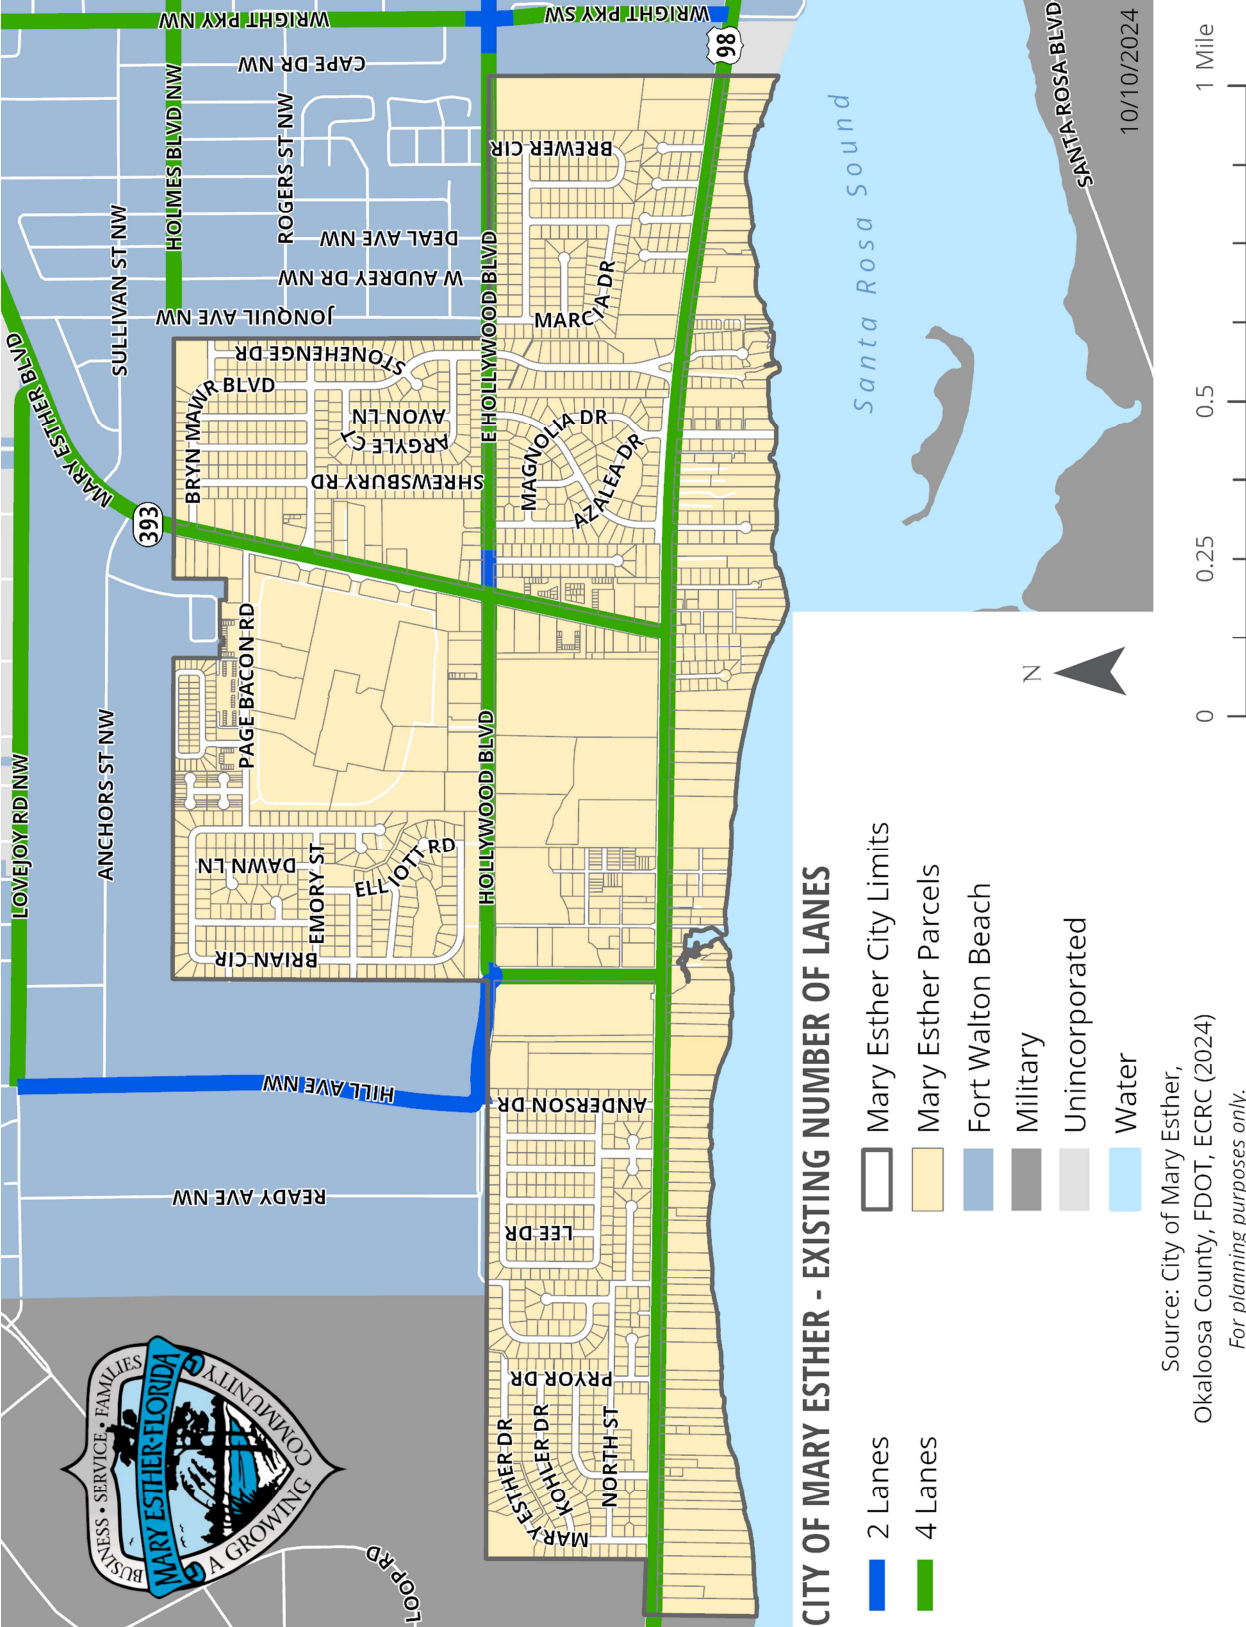 WRIGHT PKY NW
WRIGHT PKY SW
98
CAPE DR NW
HOLMES BLVD NW
ROGERS ST NW
SULLIVAN ST NW
DEAL AVE NW
W AUDREY DR NW
JONQUIL AVE NW
LOVEJOY RD NW
MARY ESTHER BLVD
393
ANCHORS ST NW
STONEHENGE DR
BRYN MAWR BLVD
AVON LN
ARGYLE CT
SHREWSBURY RD
E HOLLYWOOD BLVD
HOLLYWOOD BLVD
BREWER CIR
MARCIA DR
MAGNOLIA DR
AZALEA DR
PAGE BACON RD
DAWN LN
EMORY ST
ELLIOTT RD
BRIAN CIR
HILL AVE NW
READY AVE NW
ANDERSON DR
LEE DR
PRYOR DR
NORTH ST
KOHLER DR
MARY ESTHER DR
LOOP RD
Santa Rosa Sound
SANTA ROSA BLVD
BUSINESS • SERVICE • FAMILIES
MARY ESTHER•FLORIDA
A GROWING COMMUNITY
CITY OF MARY ESTHER - EXISTING NUMBER OF LANES
2 Lanes
4 Lanes
Mary Esther City Limits
Mary Esther Parcels
Fort Walton Beach
Military
Unincorporated
Water
N
10/10/2024
0 0.25 0.5 1 Mile
Source: City of Mary Esther,
Okaloosa County, FDOT, ECRC (2024)
For planning purposes only.